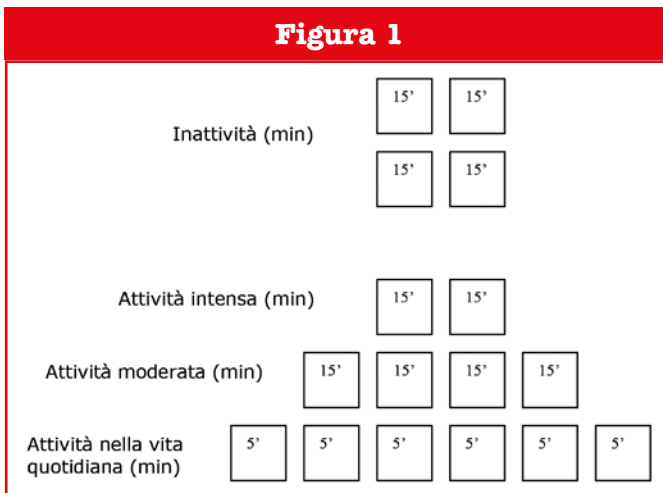 Figura 1
15’ 15’
Inattività (min)
15’ 15’
Attività intensa (min) 15’ 15’
Attività moderata (min) 15’ 15’ 15’ 15’
Attività nella vita
quotidiana (min)
5’ 5’ 5’ 5’ 5’ 5’